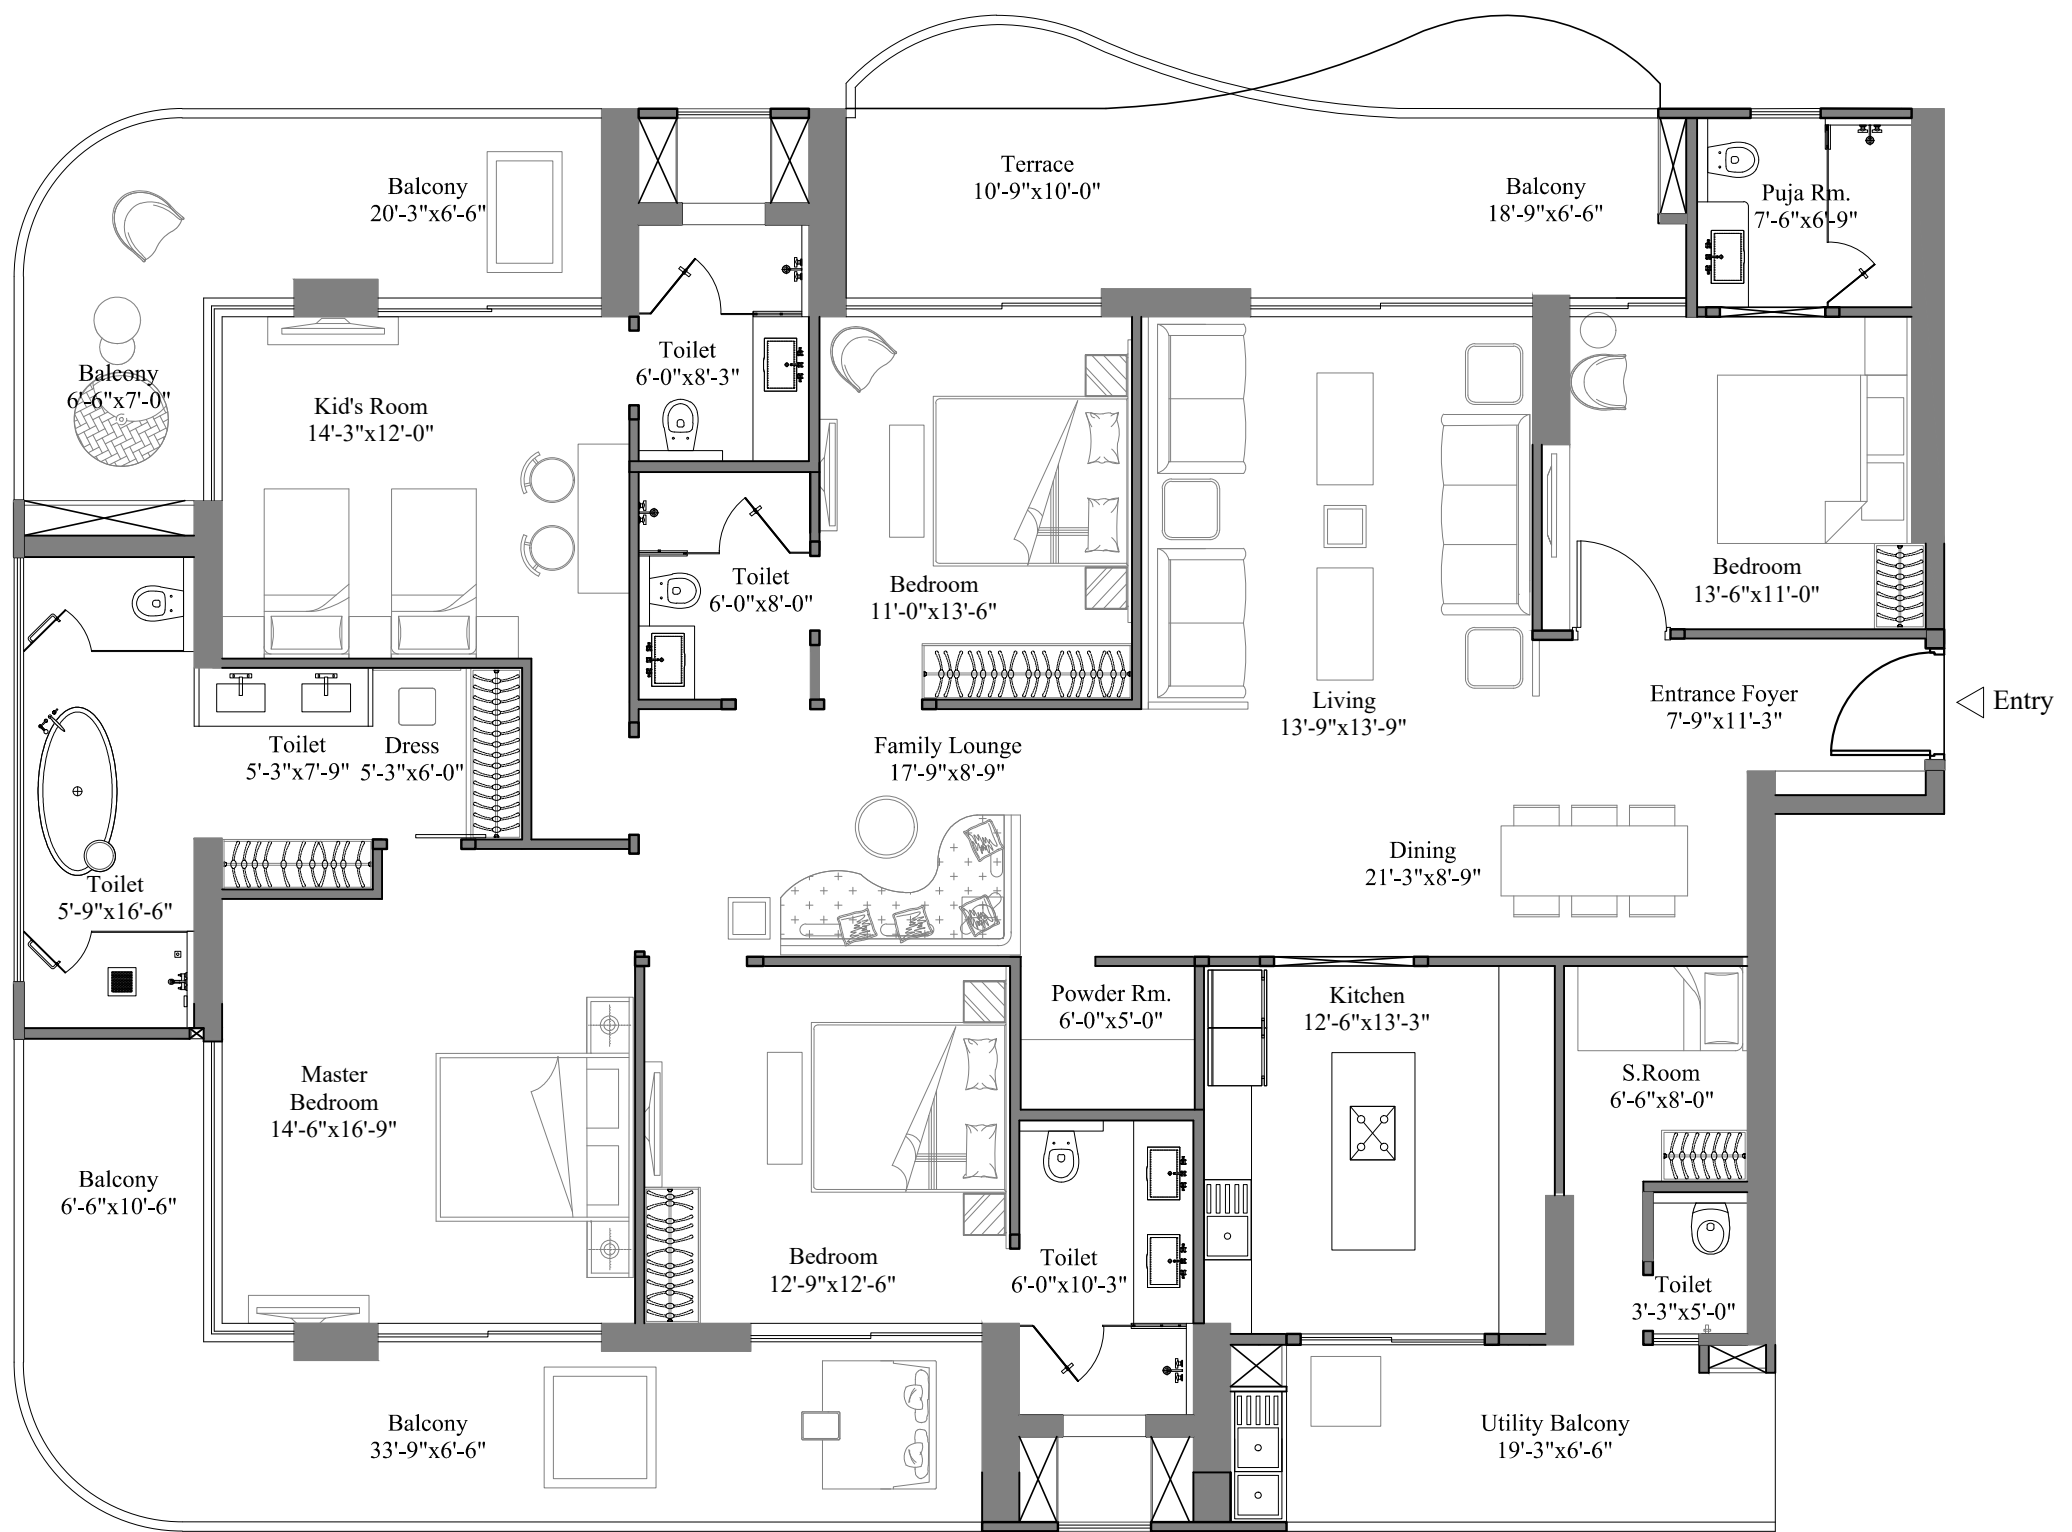 Terrace
10'-9"x10'-0"
Balcony
20'-3"x6'-6"
Balcony
18'-9"x6'-6"
Puja Rm.
7'-6"x6'-9"
Toilet
6'-0"x8'-3"
Balcony
6'-6"x7'-0"
Kid's Room
14'-3"x12'-0"
Toilet
6'-0"x8'-0"
Bedroom
11'-0"x13'-6"
Bedroom
13'-6"x11'-0"
Living
13'-9"x13'-9"
Entrance Foyer
7'-9"x11'-3"
Entry
Toilet
5'-3"x7'-9"
Dress
5'-3"x6'-0"
Family Lounge
17'-9"x8'-9"
Toilet
5'-9"x16'-6"
Dining
21'-3"x8'-9"
Powder Rm.
6'-0"x5'-0"
Kitchen
12'-6"x13'-3"
Master
Bedroom
14'-6"x16'-9"
S.Room
6'-6"x8'-0"
Balcony
6'-6"x10'-6"
Bedroom
12'-9"x12'-6"
Toilet
6'-0"x10'-3"
Toilet
3'-3"x5'-0"
Balcony
33'-9"x6'-6"
Utility Balcony
19'-3"x6'-6"